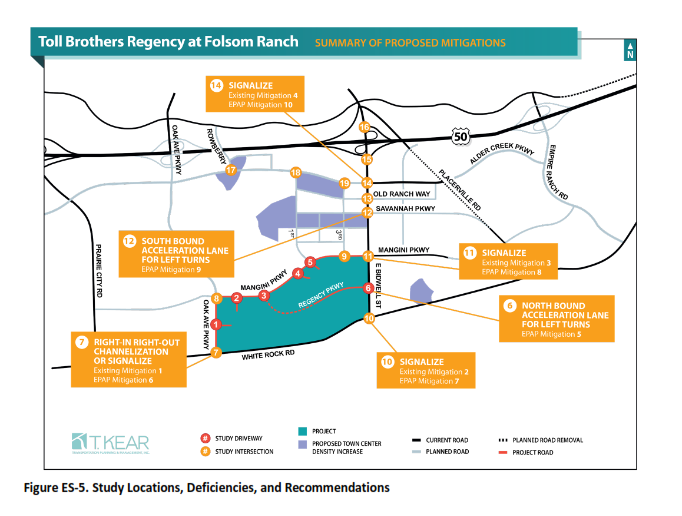 Toll Brothers Regency at Folsom Ranch SUMMARY OF PROPOSED MITIGATIONS
N
14 SIGNALIZE
Existing Mitigation 4
EPAP Mitigation 10
OAK AVE PKWY
ROWBERRY
16
50
15
17
18
19
14
13
12
OLD RANCH WAY
SAVANNAH PKWY
PLACERVILLE RD
ALDER CREEK PKWY
EMPIRE RANCH RD
1ST
3RD
12 SOUTH BOUND
ACCELERATION LANE
FOR LEFT TURNS
EPAP Mitigation 9
PRAIRIE CITY RD
MANGINI PKWY
9
11
5
4
MANGINI PKWY
3
2
8
REGENCY PKWY
6
E BIDWELL ST
11 SIGNALIZE
Existing Mitigation 3
EPAP Mitigation 8
OAK AVE PKWY
1
10
7
WHITE ROCK RD
6 NORTH BOUND
ACCELERATION LANE
FOR LEFT TURNS
EPAP Mitigation 5
7 RIGHT-IN RIGHT-OUT
CHANNELIZATION
OR SIGNALIZE
Existing Mitigation 1
EPAP Mitigation 6
10 SIGNALIZE
Existing Mitigation 2
EPAP Mitigation 7
T.KEAR
# STUDY DRIVEWAY
# STUDY INTERSECTION
PROJECT
PROPOSED TOWN CENTER
DENSITY INCREASE
CURRENT ROAD
PLANNED ROAD
PLANNED ROAD REMOVAL
PROJECT ROAD
Figure ES-5. Study Locations, Deficiencies, and Recommendations